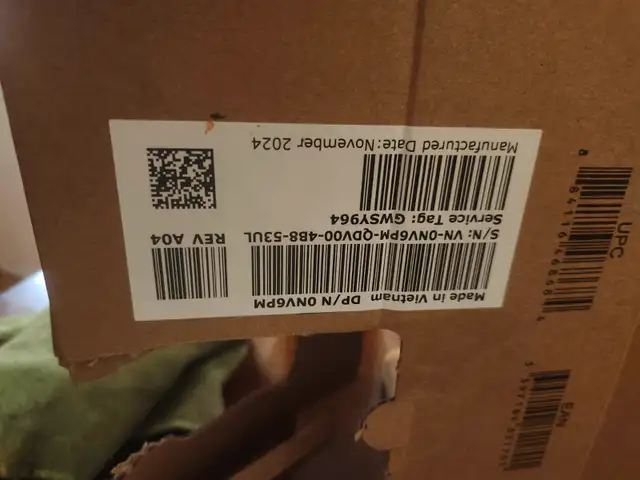 Made in Vietnam DP/N 0NV6PM
S/N: VN-0NV6PM-QDV00-4B8-53UL
REV A04
Service Tag: GWSY964
Manufactured Date: November 2024
UPC
EAN